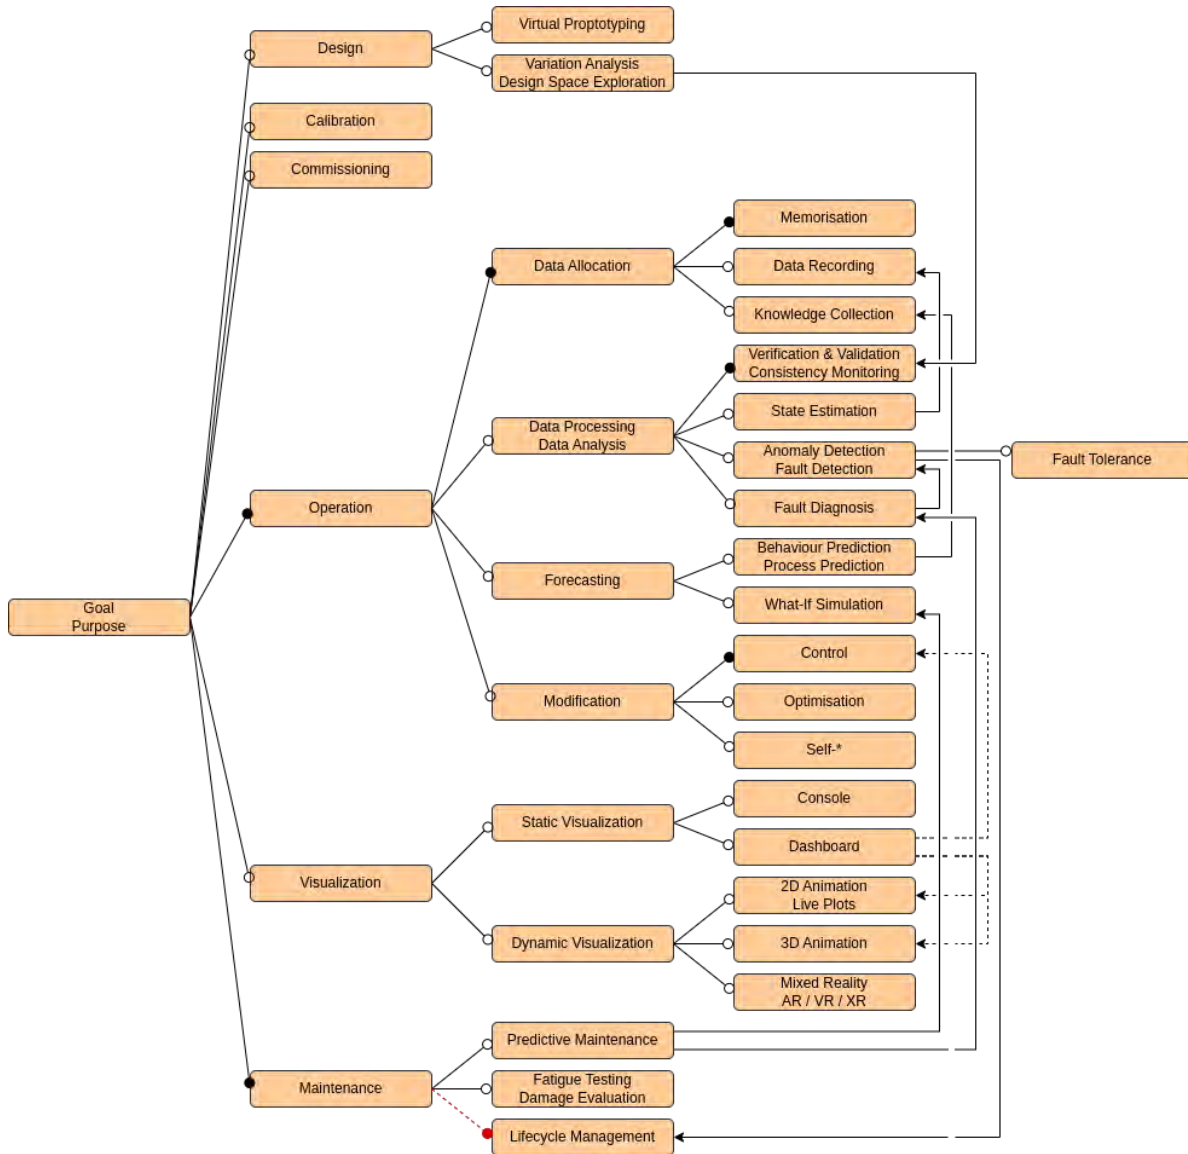 Virtual Proptotyping
Design
Variation Analysis
Design Space Exploration
Calibration
Commissioning
Memorisation
Data Allocation
Data Recording
Knowledge Collection
Verification & Validation
Consistency Monitoring
State Estimation
Data Processing
Data Analysis
Anomaly Detection
Fault Detection
Fault Tolerance
Fault Diagnosis
Operation
Behaviour Prediction
Process Prediction
Forecasting
What-If Simulation
Goal
Purpose
Control
Modification
Optimisation
Self-*
Console
Static Visualization
Dashboard
Visualization
2D Animation
Live Plots
Dynamic Visualization
3D Animation
Mixed Reality
AR / VR / XR
Predictive Maintenance
Maintenance
Fatigue Testing
Damage Evaluation
Lifecycle Management